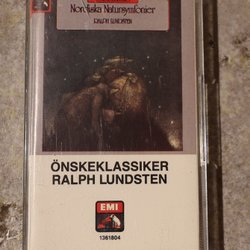 Nordiska Natursymfonier
RALPH LUNDSTEN
ÖNSKEKLASSIKER
RALPH LUNDSTEN
EMI
1361804